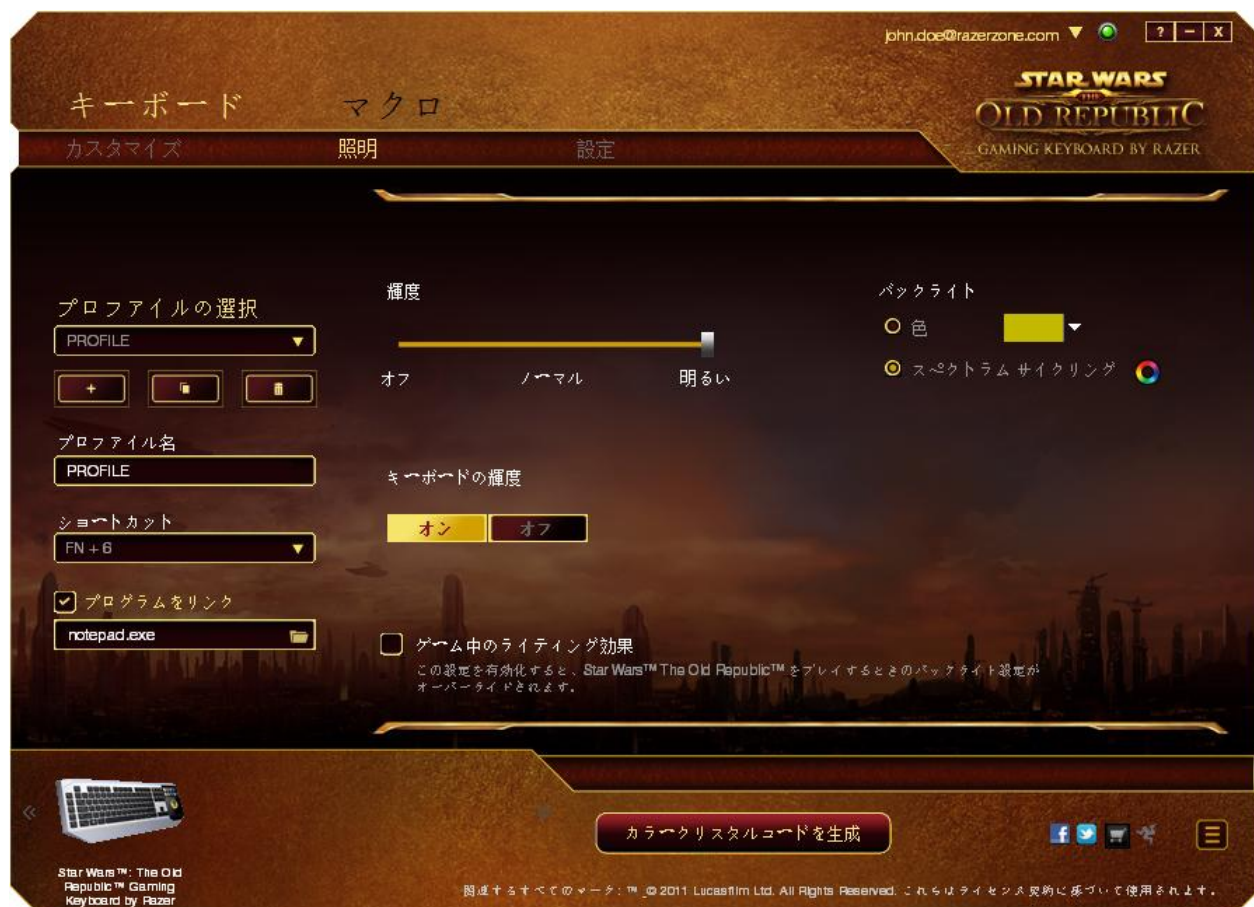 john.doe@razerzone.com
? – X
キーボード マクロ
STAR WARS
THE
OLD REPUBLIC
GAMING KEYBOARD BY RAZER
カスタマイズ 照明 設定
プロファイルの選択
PROFILE
+
プロファイル名
PROFILE
ショートカット
FN + 6
プログラムをリンク
notepad.exe
輝度
オフ ノーマル 明るい
キーボードの輝度
オン オフ
バックライト
色
スペクトラム サイクリング
ゲーム中のライティング効果
この設定を有効化すると、Star Wars™ The Old Republic™ をプレイするときのバックライト設定が
オーバーライドされます。
Star Wars™: The Old
Republic™ Gaming
Keyboard by Razer
カラークリスタルコードを生成
関連するすべてのマーク: ™ @ 2011 Lucasfilm Ltd. All Rights Reserved. これらはライセンス契約に基づいて使用されます。